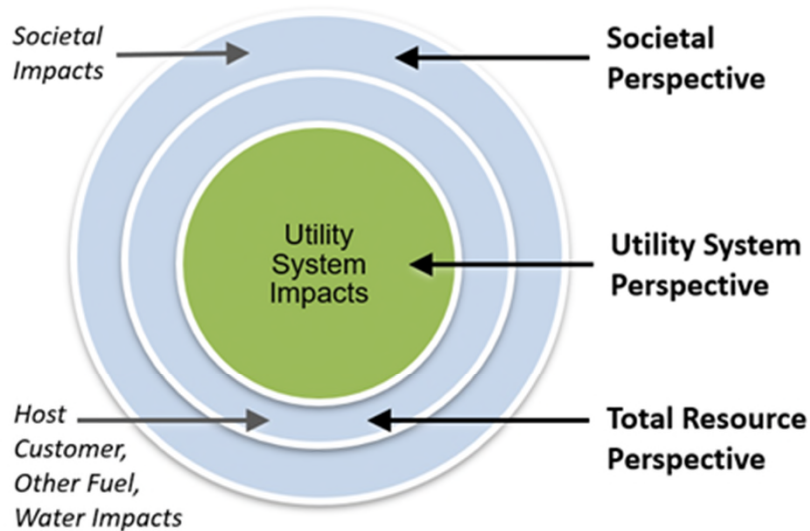 Societal
Impacts
Societal
Perspective
Utility
System
Impacts
Utility System
Perspective
Host
Customer,
Other Fuel,
Water Impacts
Total Resource
Perspective